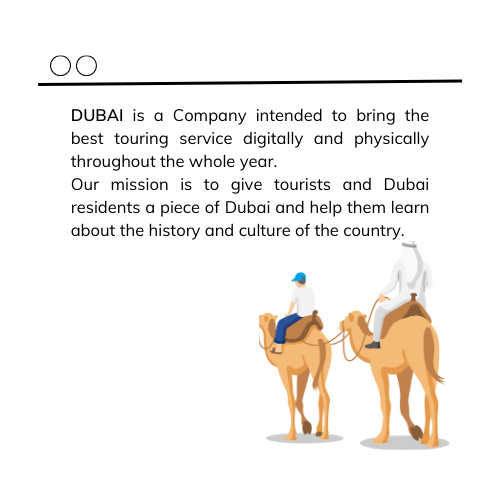 DUBAI is a Company intended to bring the
best touring service digitally and physically
throughout the whole year.
Our mission is to give tourists and Dubai
residents a piece of Dubai and help them learn
about the history and culture of the country.